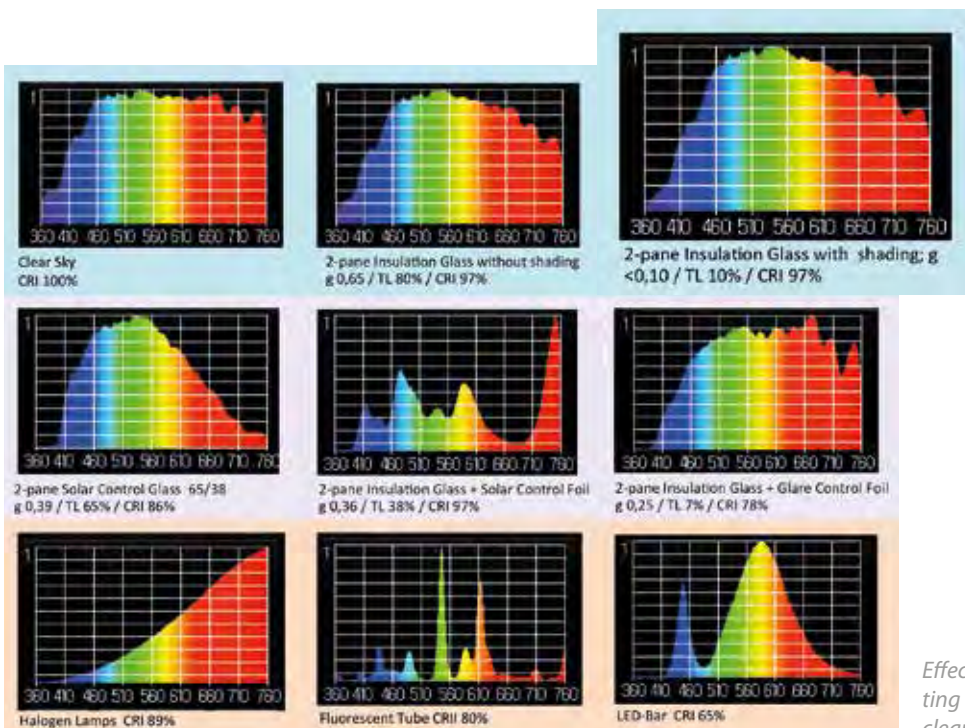 1
360 410 460 510 560 610 660 710 760
Clear Sky
CRI 100%
1
360 410 460 510 560 610 660 710 760
2-pane Insulation Glass without shading
g 0,65 / TL 80% / CRI 97%
1
360 410 460 510 560 610 660 710 760
2-pane Insulation Glass with shading; g
<0,10 / TL 10% / CRI 97%
1
360 410 460 510 560 610 660 710 760
2-pane Solar Control Glass 65/38
g 0,39 / TL 65% / CRI 86%
1
360 410 460 510 560 610 660 710 760
2-pane Insulation Glass + Solar Control Foil
g 0,36 / TL 38% / CRI 97%
1
360 410 460 510 560 610 660 710 760
2-pane Insulation Glass + Glare Control Foil
g 0,25 / TL 7% / CRI 78%
1
360 410 460 510 560 610 660 710 760
Halogen Lamps CRI 89%
1
360 410 460 510 560 610 660 710 760
Fluorescent Tube CRII 80%
1
360 410 460 510 560 610 660 710 760
LED-Bar CRI 65%
Effec
ting
clear